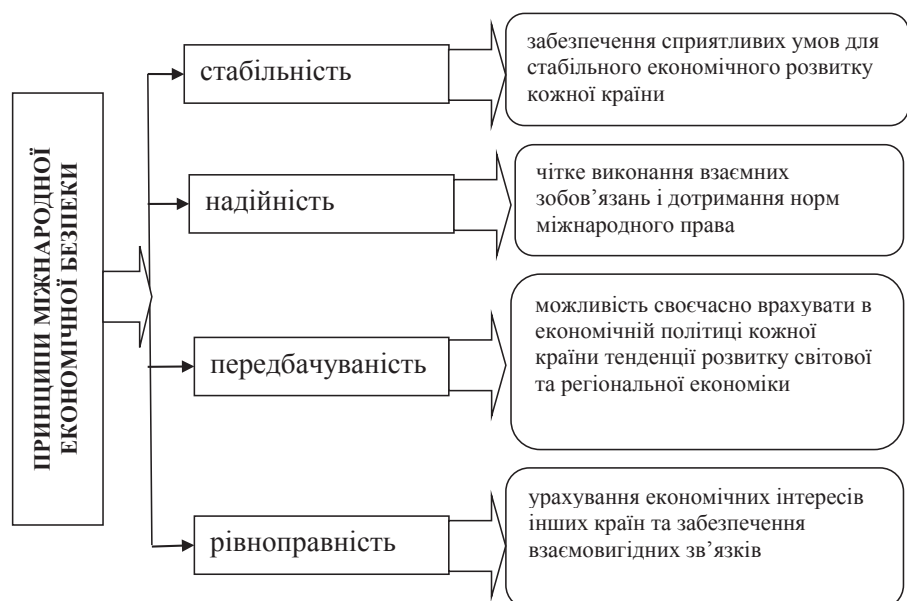 ПРИНЦИПИ МІЖНАРОДНОЇ
ЕКОНОМІЧНОЇ БЕЗПЕКИ
стабільність
забезпечення сприятливих умов для
стабільного економічного розвитку
кожної країни
надійність
чітке виконання взаємних
зобов’язань і дотримання норм
міжнародного права
передбачуваність
можливість своєчасно врахувати в
економічній політиці кожної
країни тенденції розвитку світової
та регіональної економіки
рівноправність
урахування економічних інтересів
інших країн та забезпечення
взаємовигідних зв’язків